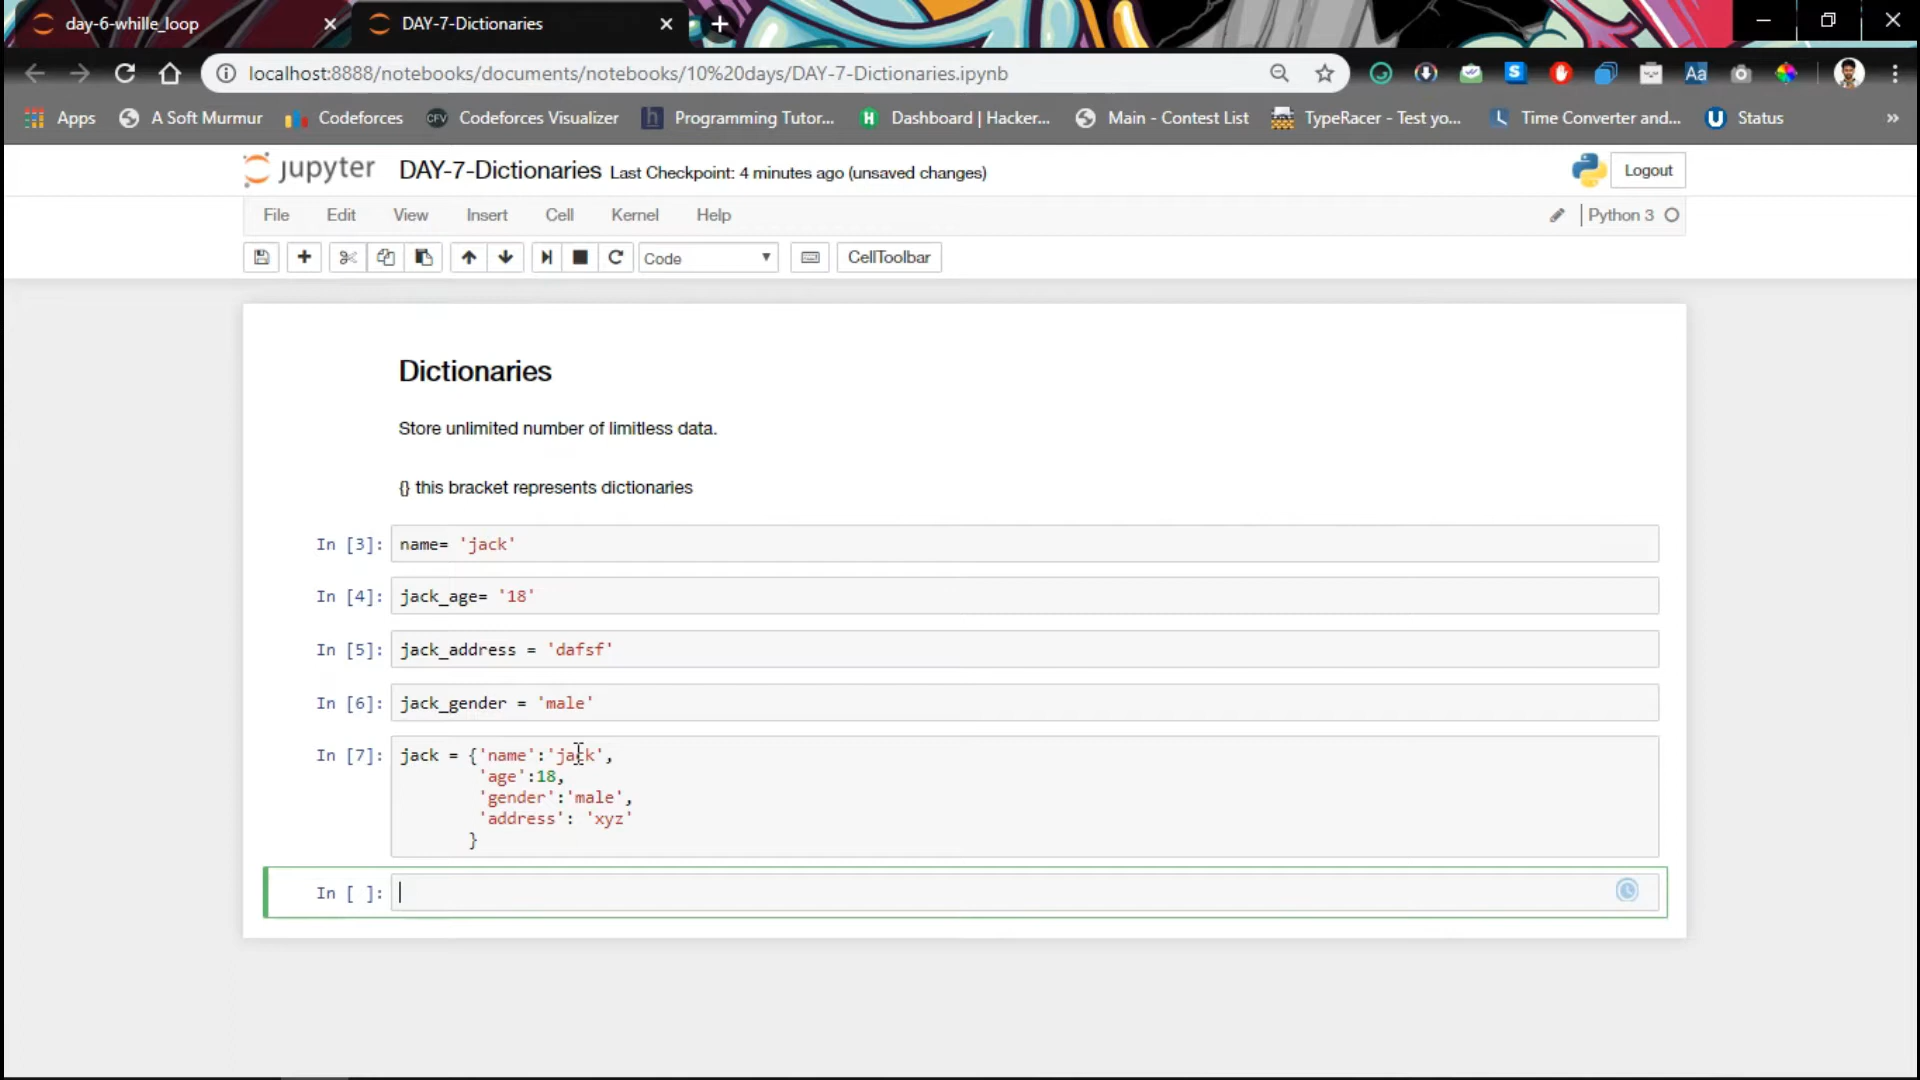 day-6-whille_loop
DAY-7-Dictionaries
localhost:8888/notebooks/documents/notebooks/10%20days/DAY-7-Dictionaries.ipynb
Apps A Soft Murmur Codeforces CFV Codeforces Visualizer h Programming Tutor... H Dashboard | Hacker... Main - Contest List TypeRacer - Test yo... Time Converter and... U Status »
jupyter DAY-7-Dictionaries Last Checkpoint: 4 minutes ago (unsaved changes) Logout
File Edit View Insert Cell Kernel Help Python 3
Code CellToolbar
Dictionaries
Store unlimited number of limitless data.
{} this bracket represents dictionaries
In [3]: name= 'jack'
In [4]: jack_age= '18'
In [5]: jack_address = 'dafsf'
In [6]: jack_gender = 'male'
In [7]: jack = {'name':'jack',
'age':18,
'gender':'male',
'address': 'xyz'
}
In [ ]: